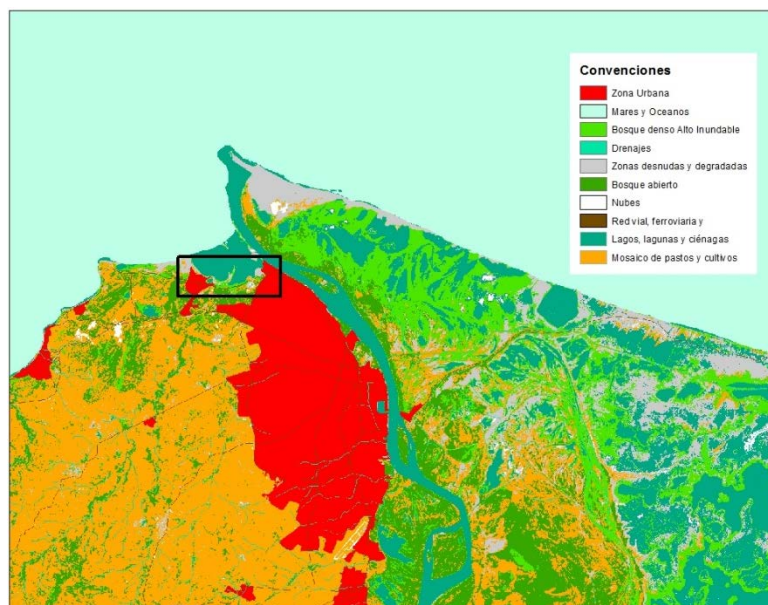 Convenciones
Zona Urbana
Mares y Oceanos
Bosque denso Alto Inundable
Drenajes
Zonas desnudas y degradadas
Bosque abierto
Nubes
Red vial, ferroviaria y
Lagos, lagunas y ciénagas
Mosaico de pastos y cultivos